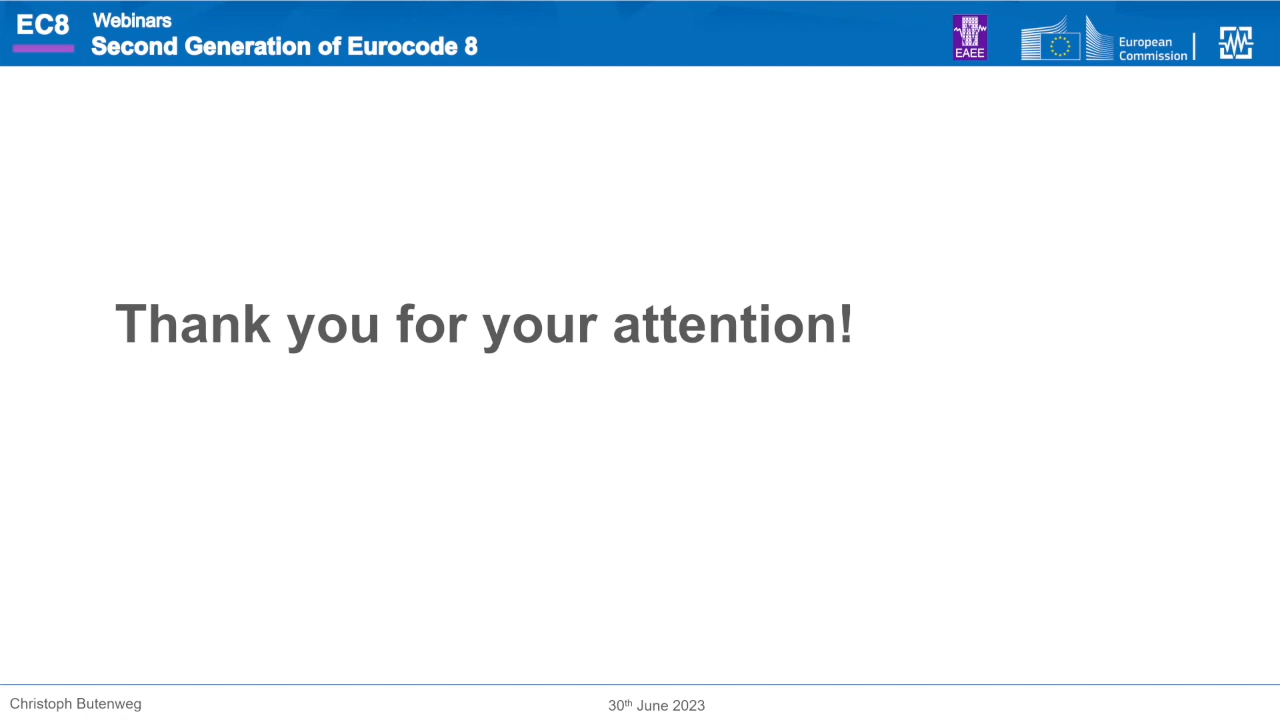 EC8
Webinars
Second Generation of Eurocode 8
EAEE
European
Commission
Thank you for your attention!
Christoph Butenweg
30th June 2023